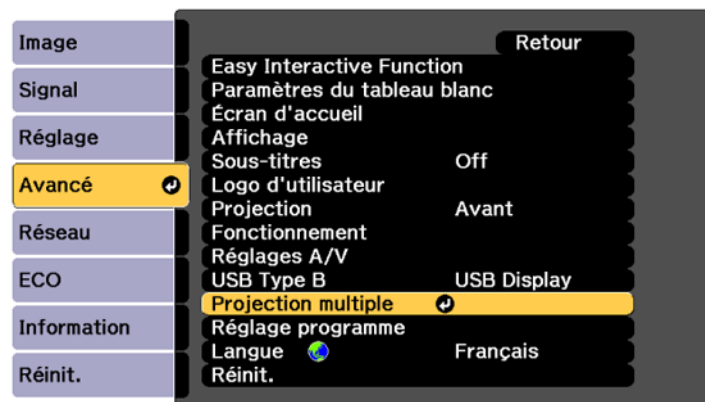 Image
Signal
Réglage
Avancé
Réseau
ECO
Information
Réinit.
Retour
Easy Interactive Function
Paramètres du tableau blanc
Écran d'accueil
Affichage
Sous-titres Off
Logo d'utilisateur
Projection Avant
Fonctionnement
Réglages A/V
USB Type B USB Display
Projection multiple
Réglage programme
Langue Français
Réinit.